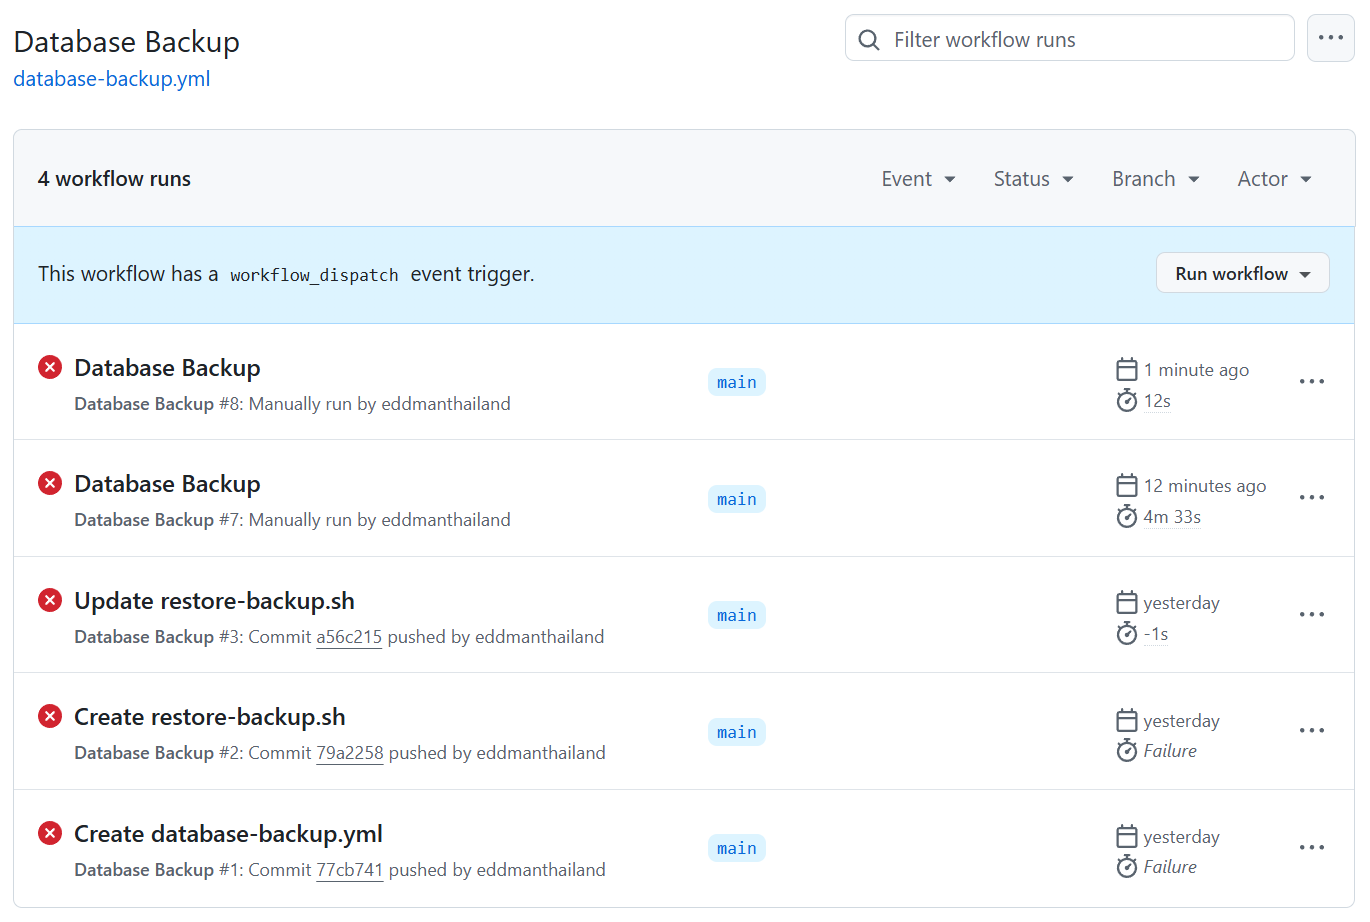 Database Backup
database-backup.yml
Filter workflow runs
4 workflow runs
Event
Status
Branch
Actor
This workflow has a workflow_dispatch event trigger.
Run workflow
Database Backup
Database Backup #8: Manually run by eddmanthailand
main
1 minute ago
12s
Database Backup
Database Backup #7: Manually run by eddmanthailand
main
12 minutes ago
4m 33s
Update restore-backup.sh
Database Backup #3: Commit a56c215 pushed by eddmanthailand
main
yesterday
-1s
Create restore-backup.sh
Database Backup #2: Commit 79a2258 pushed by eddmanthailand
main
yesterday
Failure
Create database-backup.yml
Database Backup #1: Commit 77cb741 pushed by eddmanthailand
main
yesterday
Failure